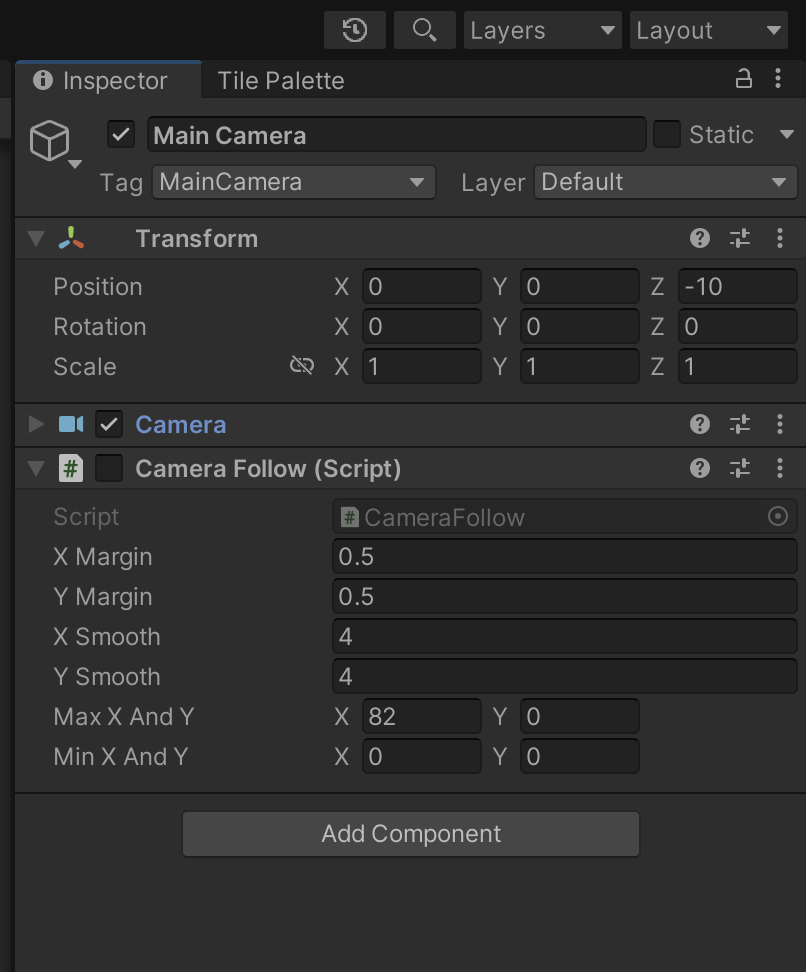 Layers Layout
Inspector Tile Palette
Main Camera Static
Tag MainCamera Layer Default
Transform
Position X 0 Y 0 Z -10
Rotation X 0 Y 0 Z 0
Scale X 1 Y 1 Z 1
Camera
# Camera Follow (Script)
Script # CameraFollow
X Margin 0.5
Y Margin 0.5
X Smooth 4
Y Smooth 4
Max X And Y X 82 Y 0
Min X And Y X 0 Y 0
Add Component